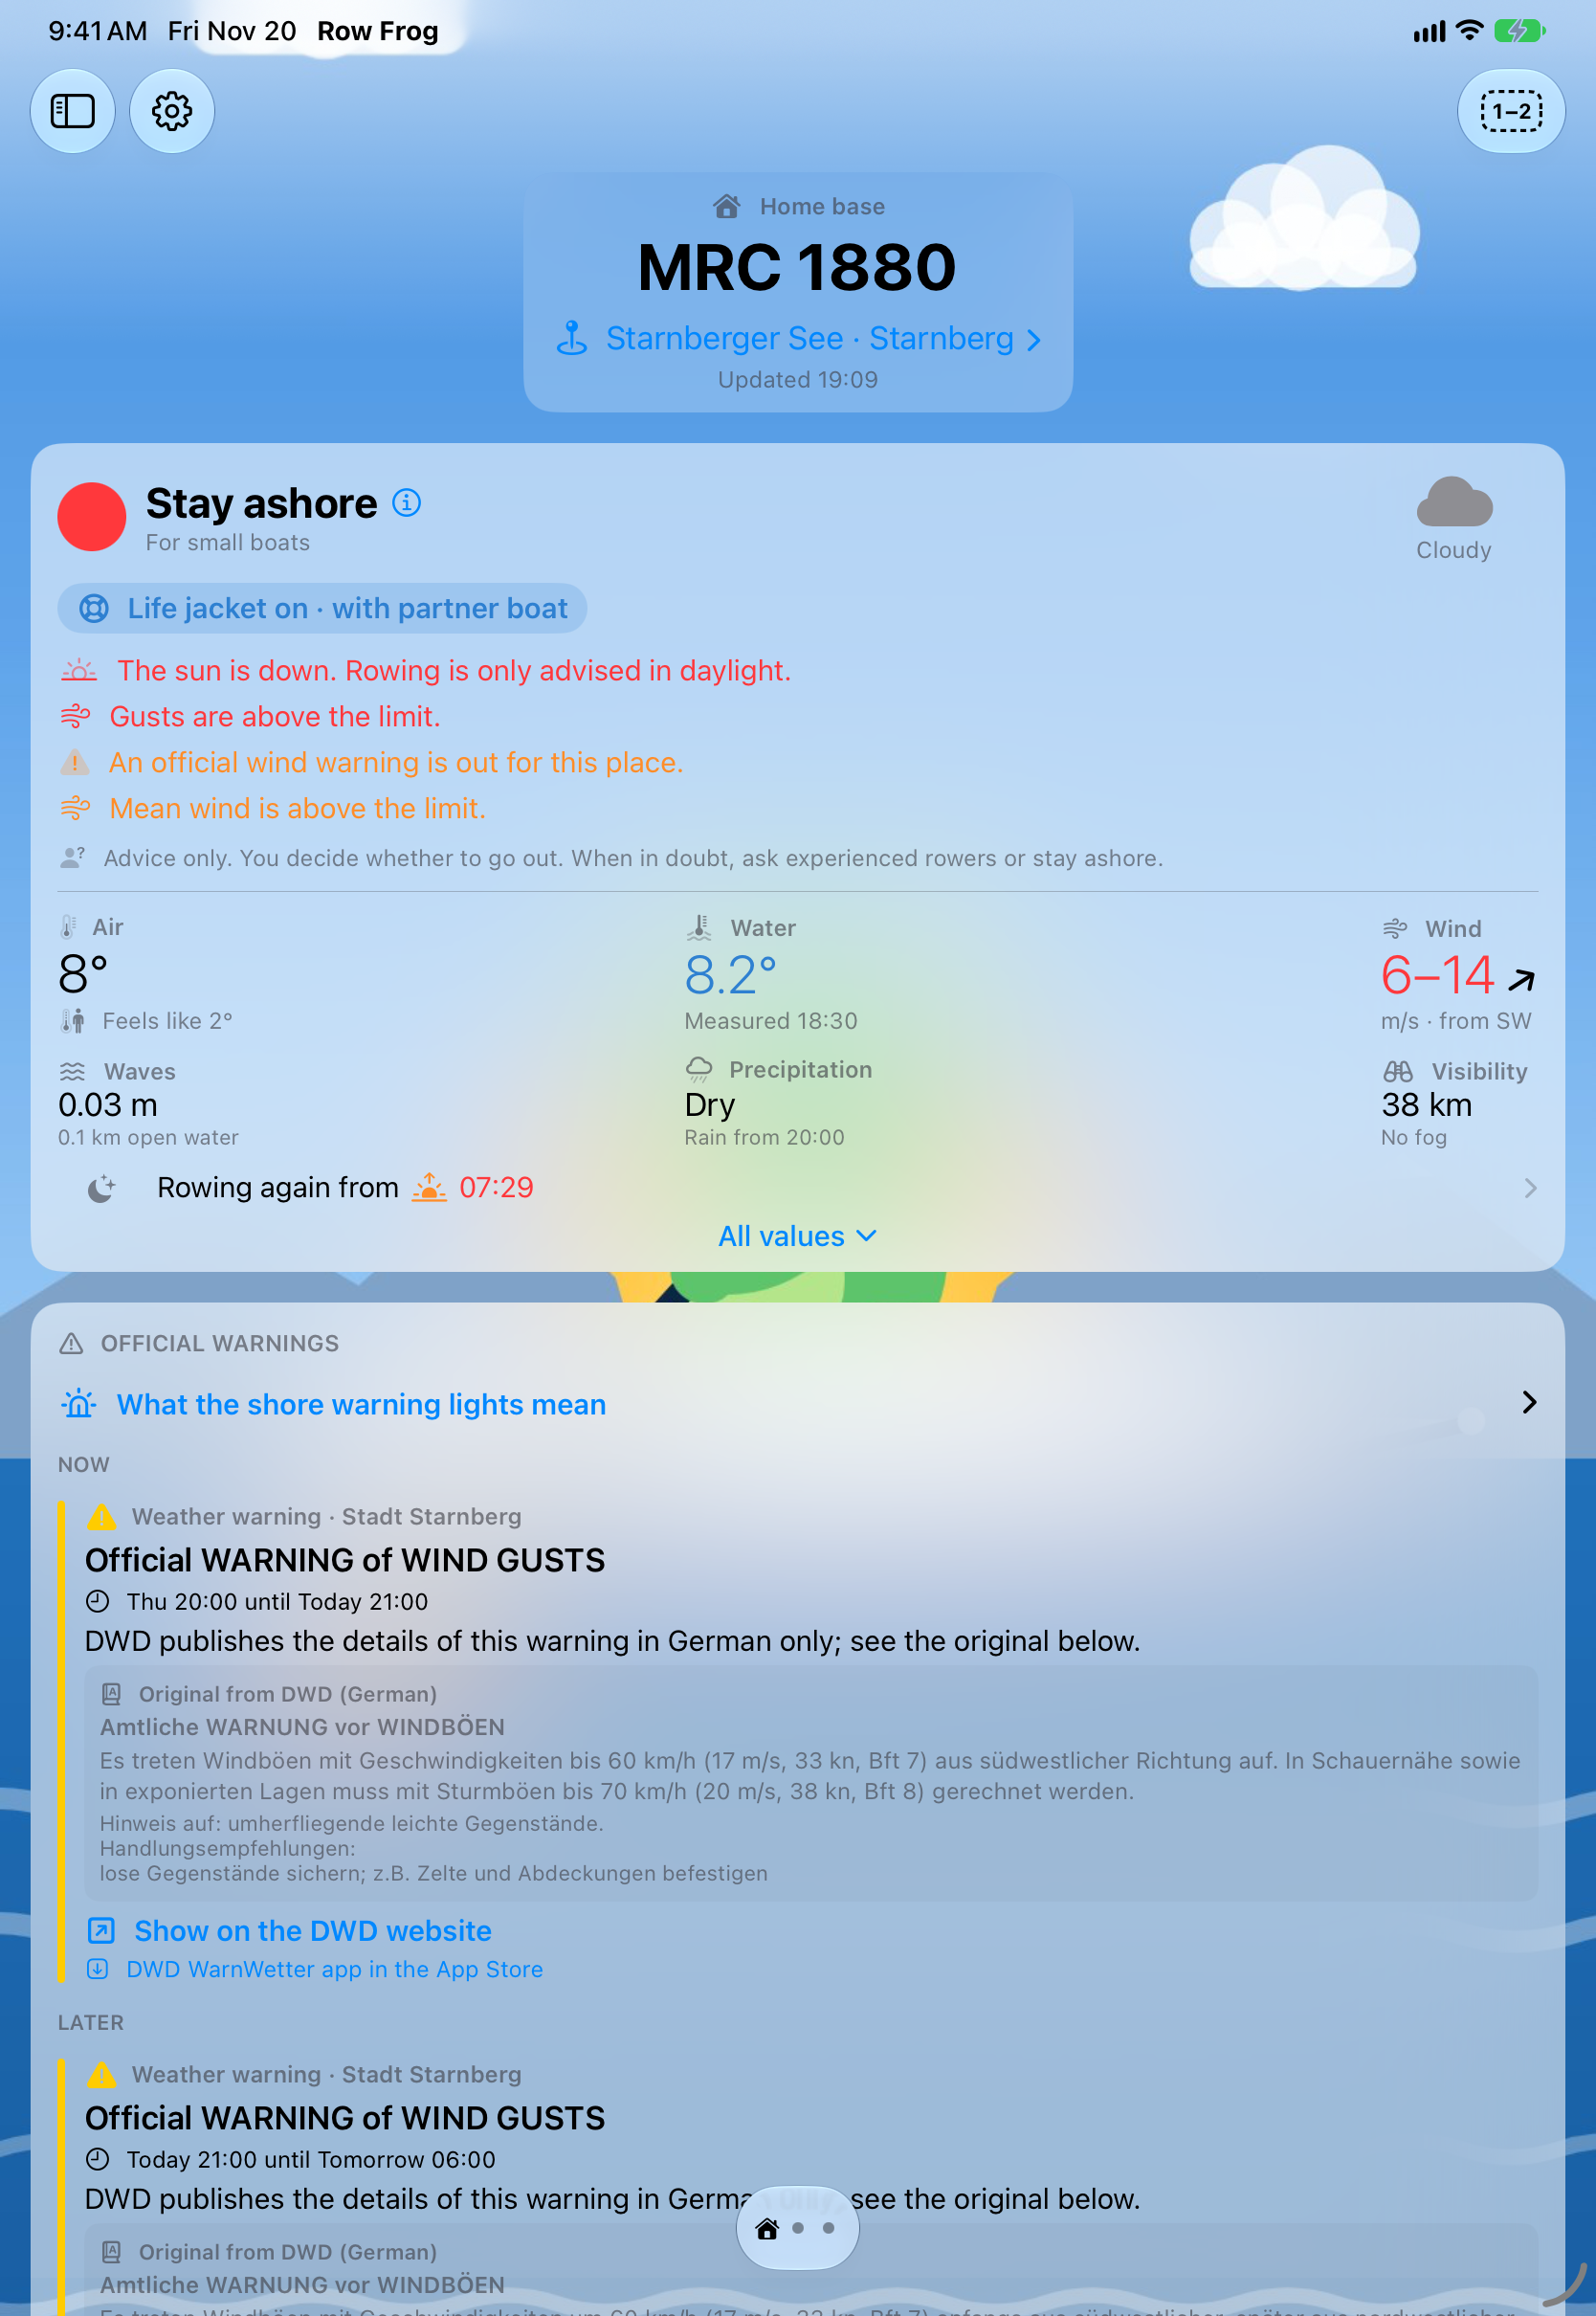 9:41 AM Fri Nov 20 Row Frog
1–2
Home base
MRC 1880
Starnberger See · Starnberg
Updated 19:09
Stay ashore
For small boats
Cloudy
Life jacket on · with partner boat
The sun is down. Rowing is only advised in daylight.
Gusts are above the limit.
An official wind warning is out for this place.
Mean wind is above the limit.
Advice only. You decide whether to go out. When in doubt, ask experienced rowers or stay ashore.
Air
8°
Feels like 2°
Water
8.2°
Measured 18:30
Wind
6–14
m/s · from SW
Waves
0.03 m
0.1 km open water
Precipitation
Dry
Rain from 20:00
Visibility
38 km
No fog
Rowing again from 07:29
All values
OFFICIAL WARNINGS
What the shore warning lights mean
NOW
Weather warning · Stadt Starnberg
Official WARNING of WIND GUSTS
Thu 20:00 until Today 21:00
DWD publishes the details of this warning in German only; see the original below.
Original from DWD (German)
Amtliche WARNUNG vor WINDBÖEN
Es treten Windböen mit Geschwindigkeiten bis 60 km/h (17 m/s, 33 kn, Bft 7) aus südwestlicher Richtung auf. In Schauernähe sowie
in exponierten Lagen muss mit Sturmböen bis 70 km/h (20 m/s, 38 kn, Bft 8) gerechnet werden.
Hinweis auf: umherfliegende leichte Gegenstände.
Handlungsempfehlungen:
lose Gegenstände sichern; z.B. Zelte und Abdeckungen befestigen
Show on the DWD website
DWD WarnWetter app in the App Store
LATER
Weather warning · Stadt Starnberg
Official WARNING of WIND GUSTS
Today 21:00 until Tomorrow 06:00
DWD publishes the details of this warning in German only; see the original below.
Original from DWD (German)
Amtliche WARNUNG vor WINDBÖEN